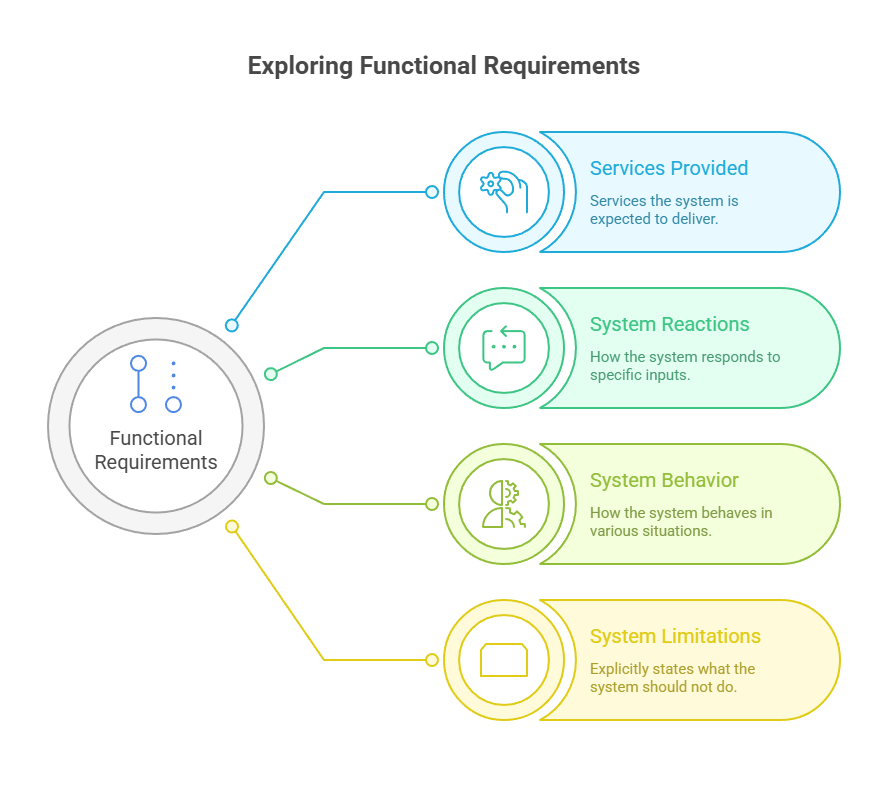 Exploring Functional Requirements
Services Provided
Services the system is
expected to deliver.
System Reactions
How the system responds to
specific inputs.
Functional
Requirements
System Behavior
How the system behaves in
various situations.
System Limitations
Explicitly states what the
system should not do.